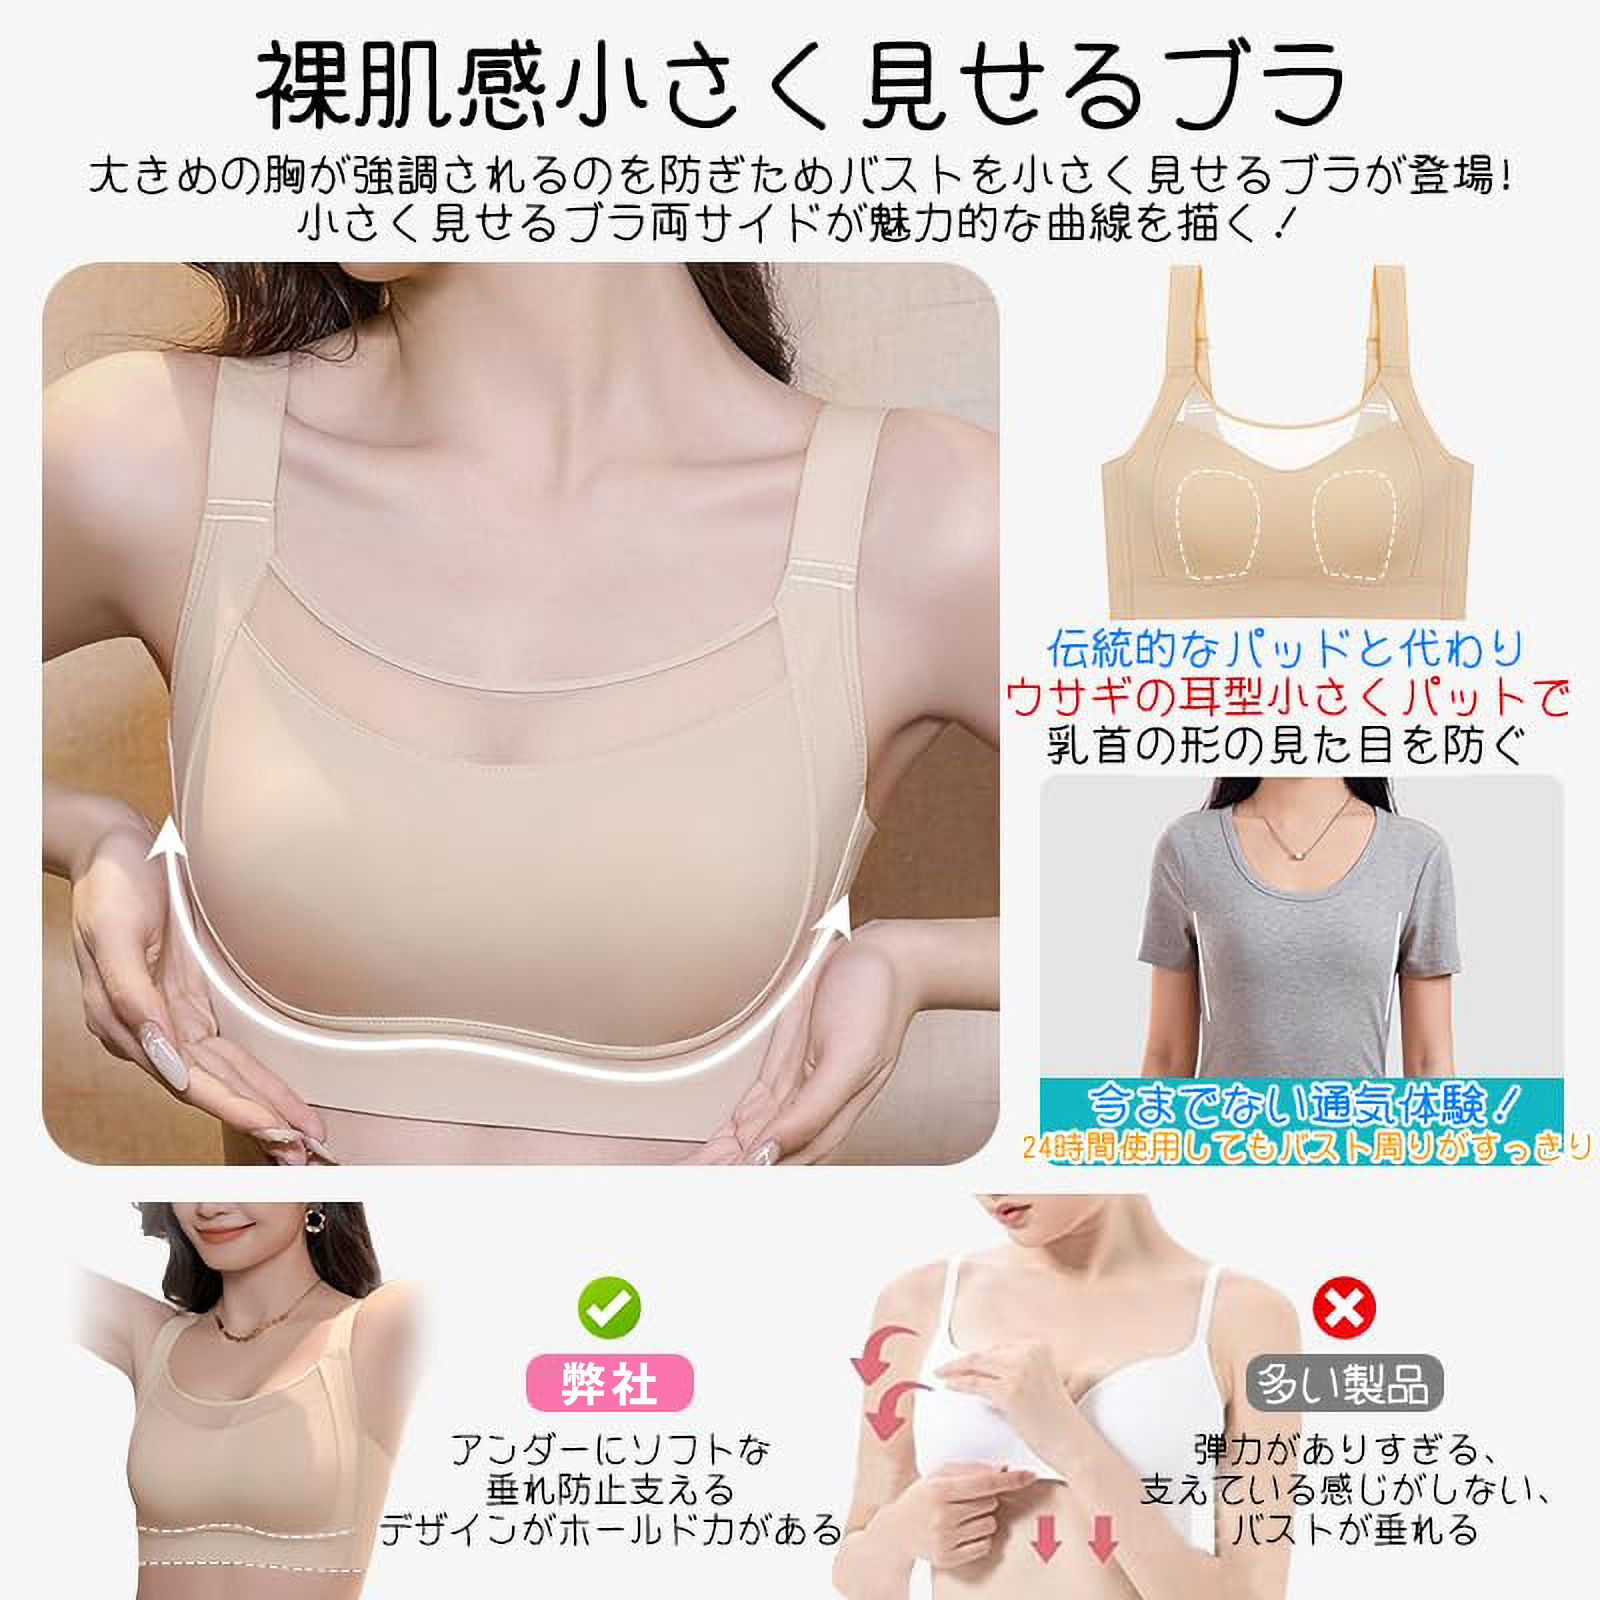 裸肌感小さく見せるブラ
大きめの胸が強調されるのを防ぎためバストを小さく見せるブラが登場!
小さく見せるブラ両サイドが魅力的な曲線を描く!
伝統的なパッドと代わり
ウサギの耳型小さくパットで
乳首の形の見た目を防ぐ
今までない通気体験!
24時間使用してもバスト周りがすっきり
弊社
アンダーにソフトな
垂れ防止支える
デザインがホールド力がある
多い製品
弾力がありすぎる、
支えている感じがしない、
バストが垂れる